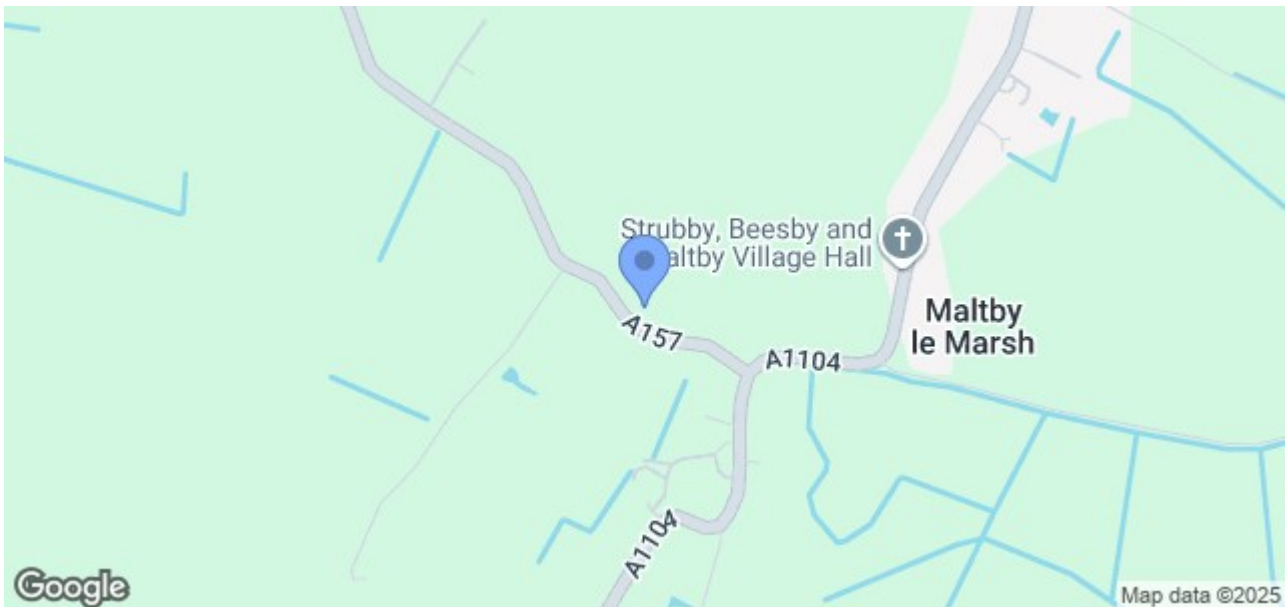 Strubby, Beesby and
altby Village Hall
Maltby
le Marsh
A157
A1104
A1104
Google
Map data ©2025